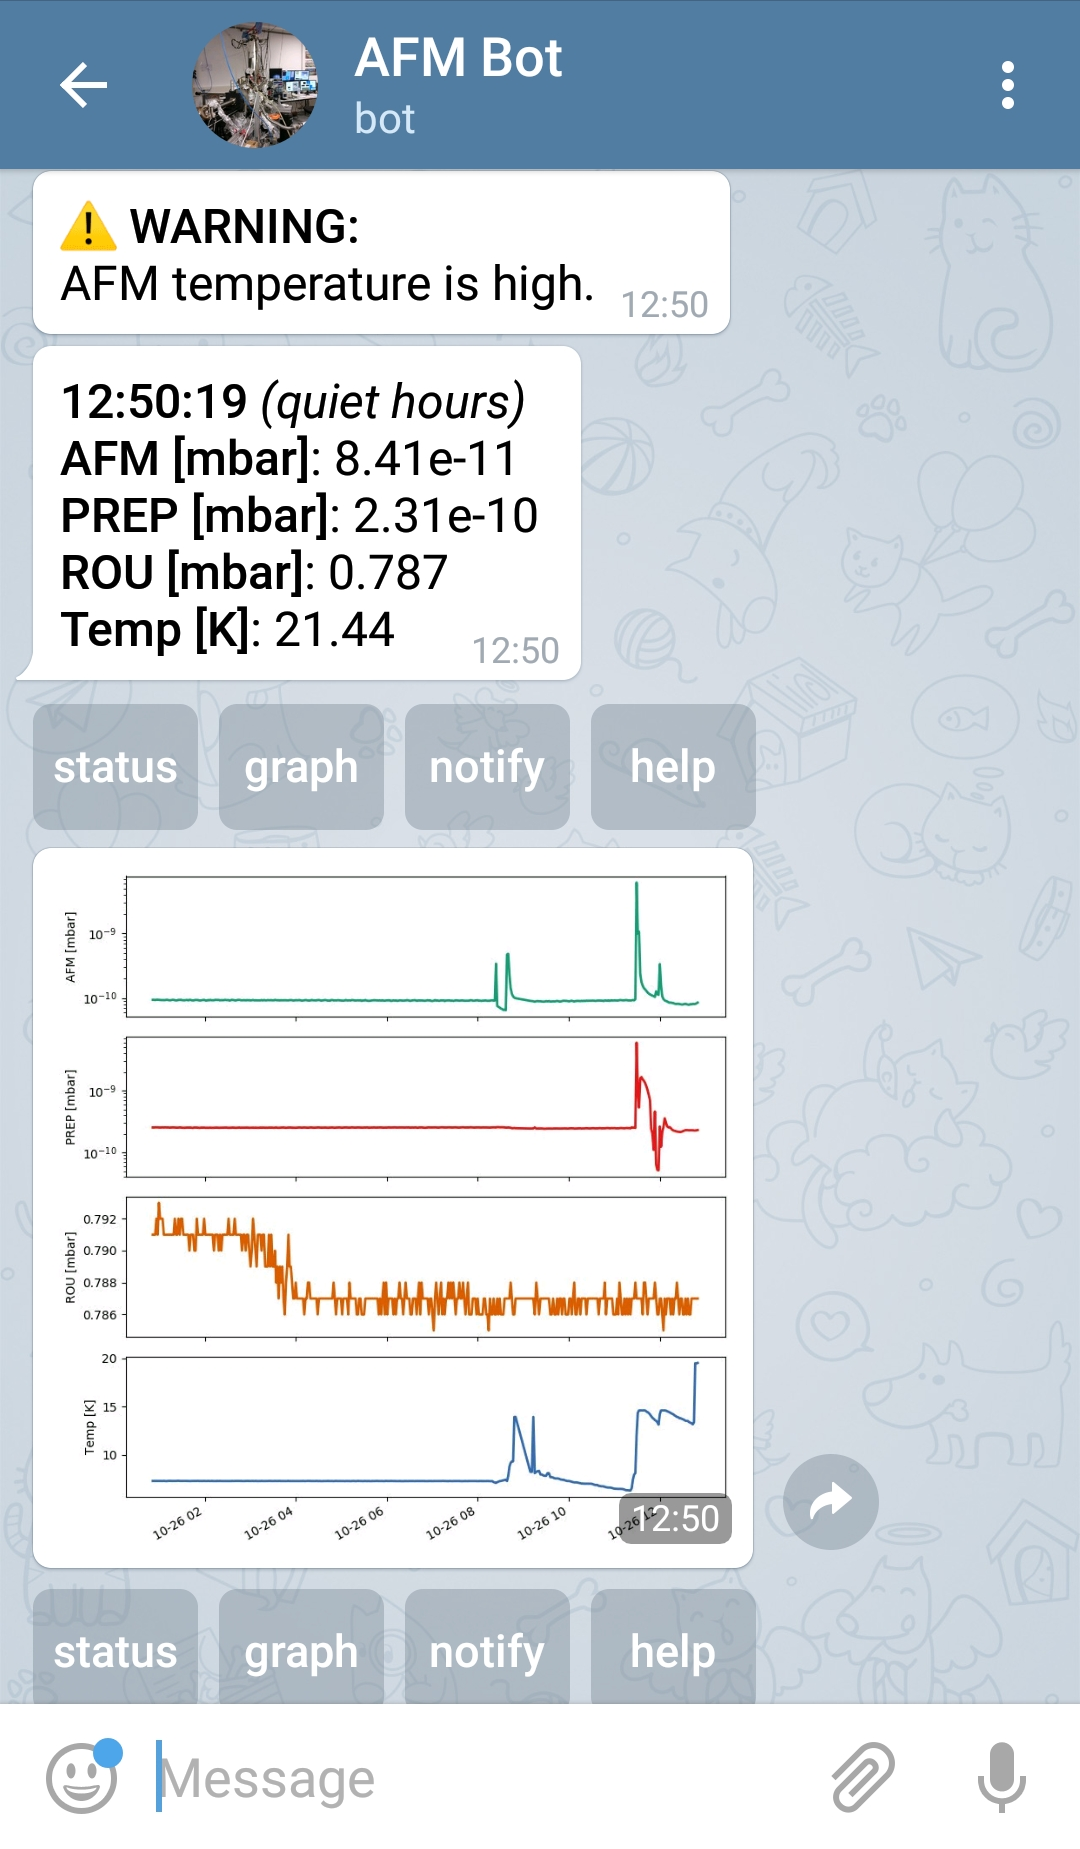 AFM Bot
bot
⚠️ WARNING:
AFM temperature is high.
12:50
12:50:19 (quiet hours)
AFM [mbar]: 8.41e-11
PREP [mbar]: 2.31e-10
ROU [mbar]: 0.787
Temp [K]: 21.44
12:50
status graph notify help
AFM [mbar]
10⁻⁹
10⁻¹⁰
PREP [mbar]
10⁻⁹
10⁻¹⁰
ROU [mbar]
0.792
0.790
0.788
0.786
Temp [K]
20
15
10
10-26 02 10-26 04 10-26 06 10-26 08 10-26 10 10-26 12
12:50
status graph notify help
Message